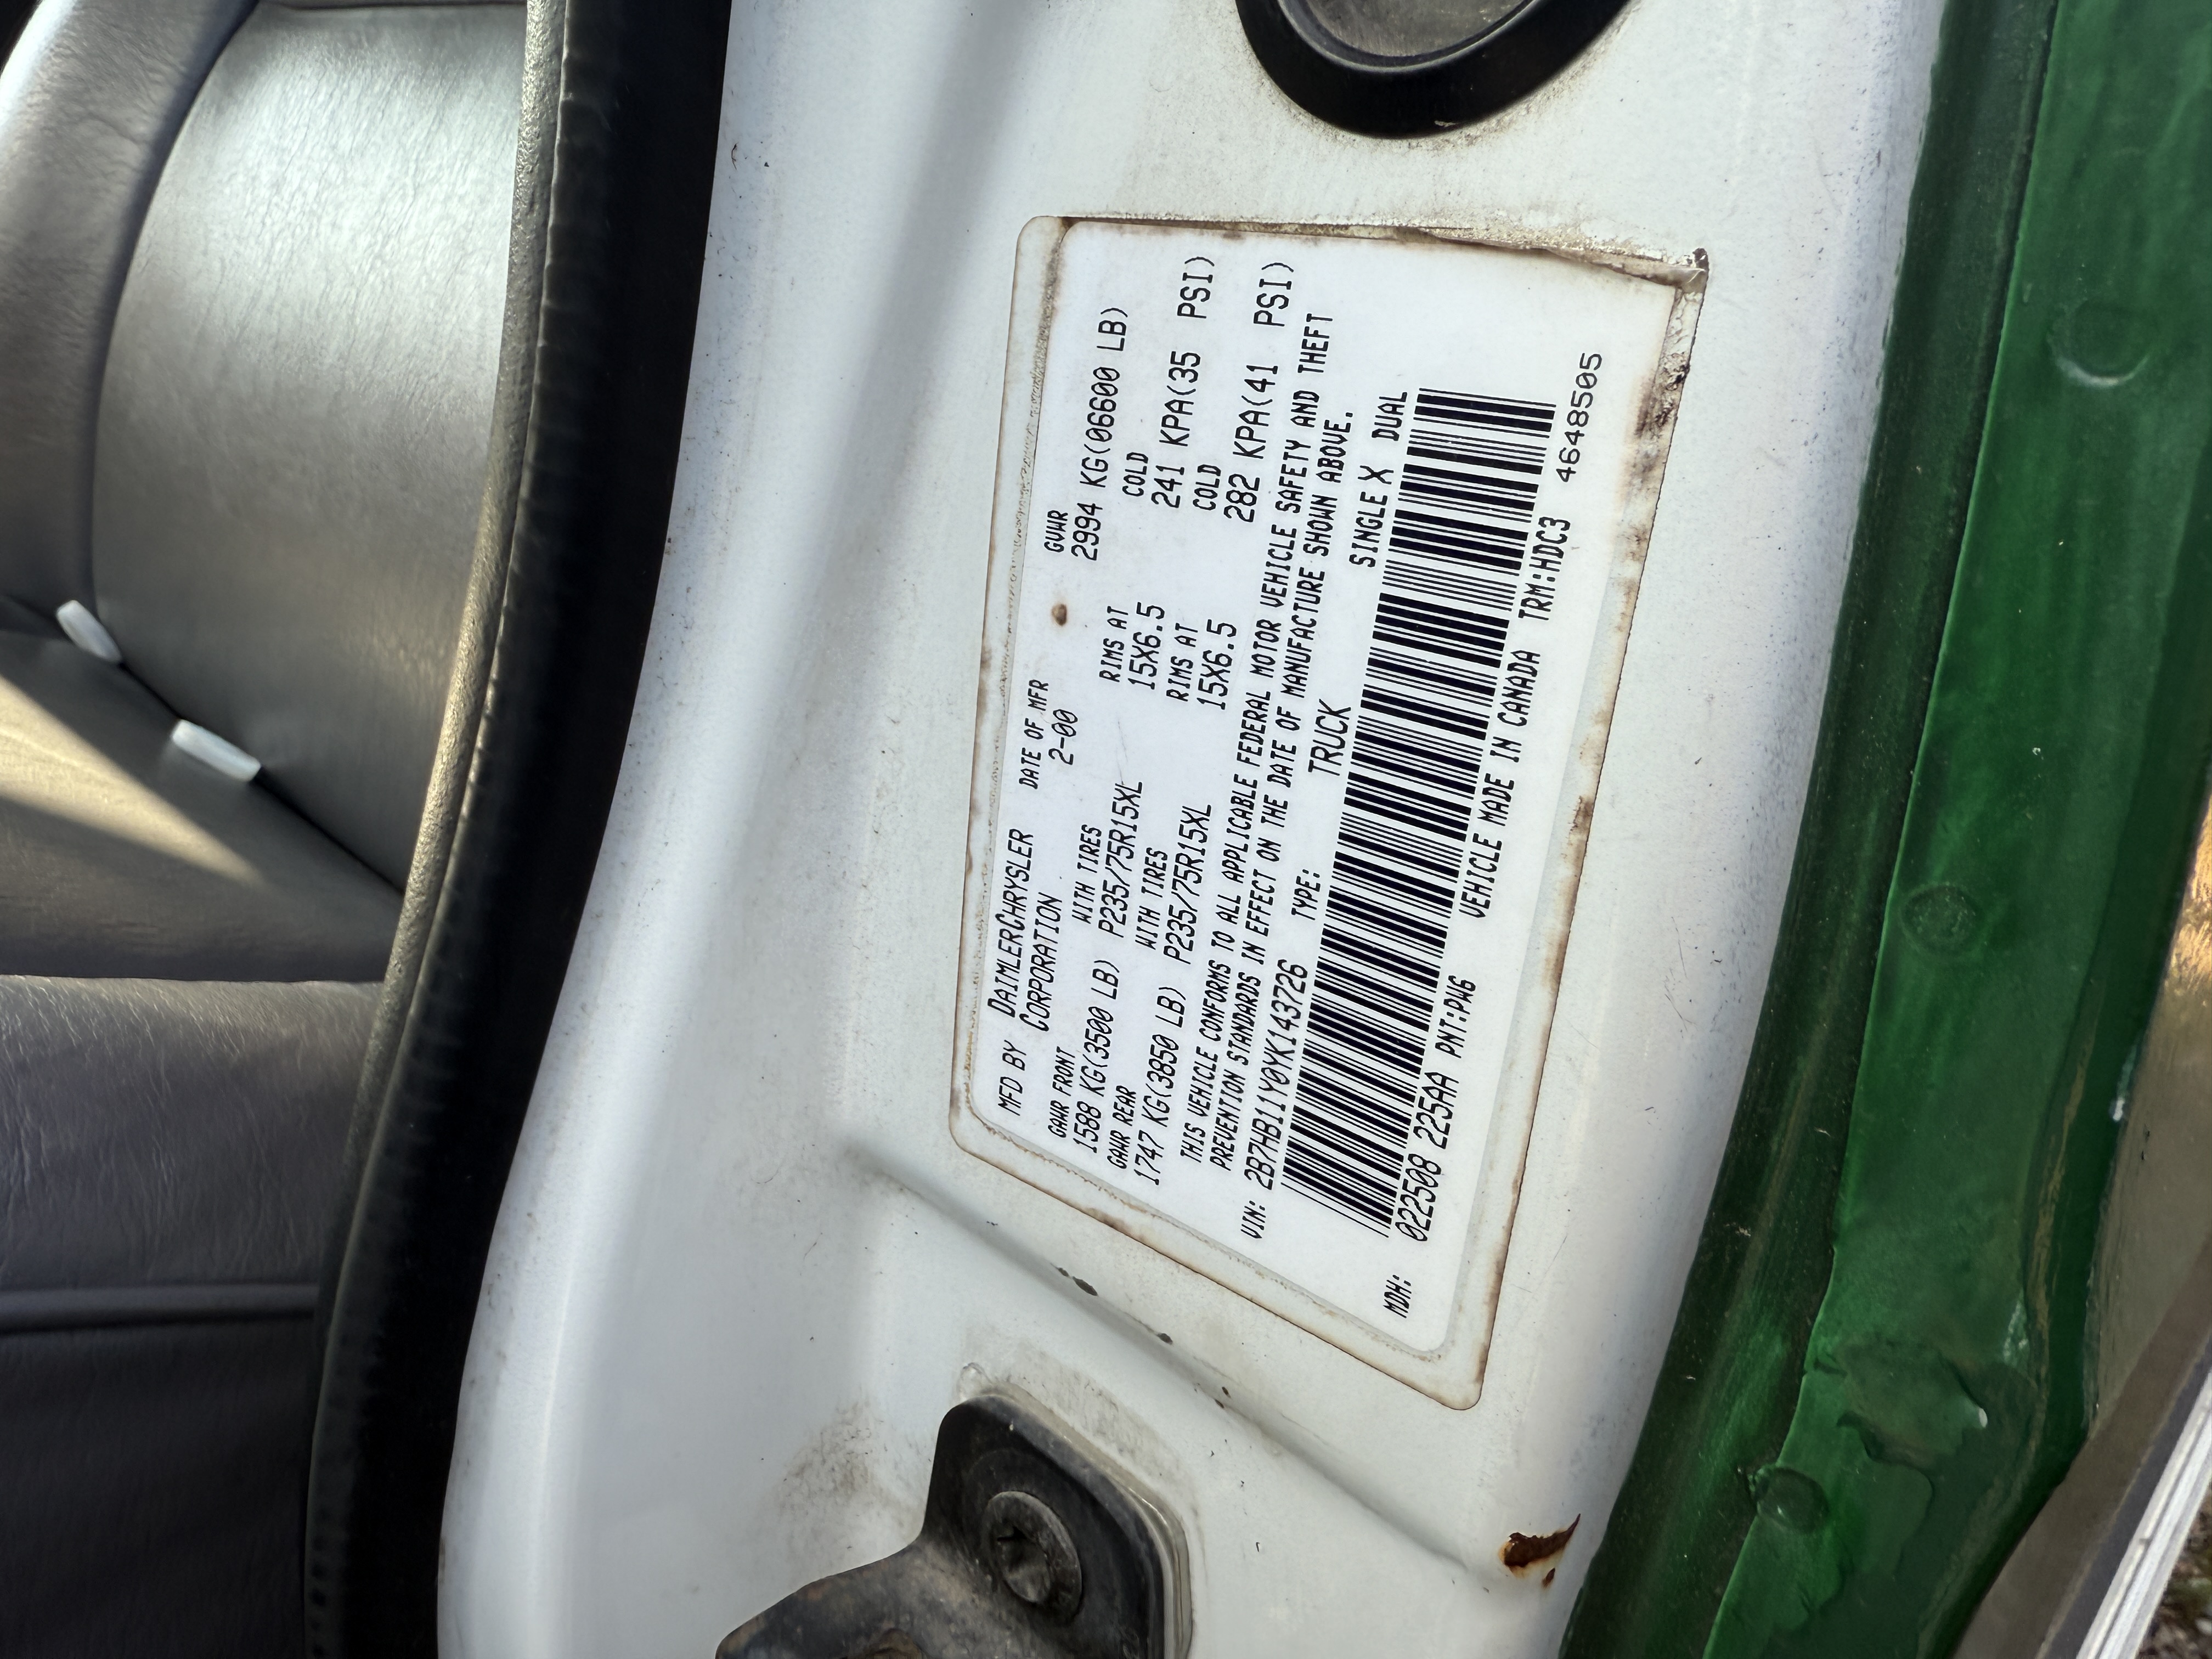 MFD BY DAIMLERCHRYSLER CORPORATION DATE OF MFR 2-00 GVWR 2994 KG(06600 LB)
GAWR FRONT WITH TIRES RIMS AT COLD
1588 KG(3500 LB) P235/75R15XL 15X6.5 241 KPA(35 PSI)
GAWR REAR WITH TIRES RIMS AT COLD
1747 KG(3850 LB) P235/75R15XL 15X6.5 282 KPA(41 PSI)
THIS VEHICLE CONFORMS TO ALL APPLICABLE FEDERAL MOTOR VEHICLE SAFETY AND THEFT
PREVENTION STANDARDS IN EFFECT ON THE DATE OF MANUFACTURE SHOWN ABOVE.
VIN: 2B7HB11Y0YK143726 TYPE: TRUCK SINGLE X DUAL
MDH: 022508 225AA PNT:PW6 VEHICLE MADE IN CANADA TRM:HDC3 4648505